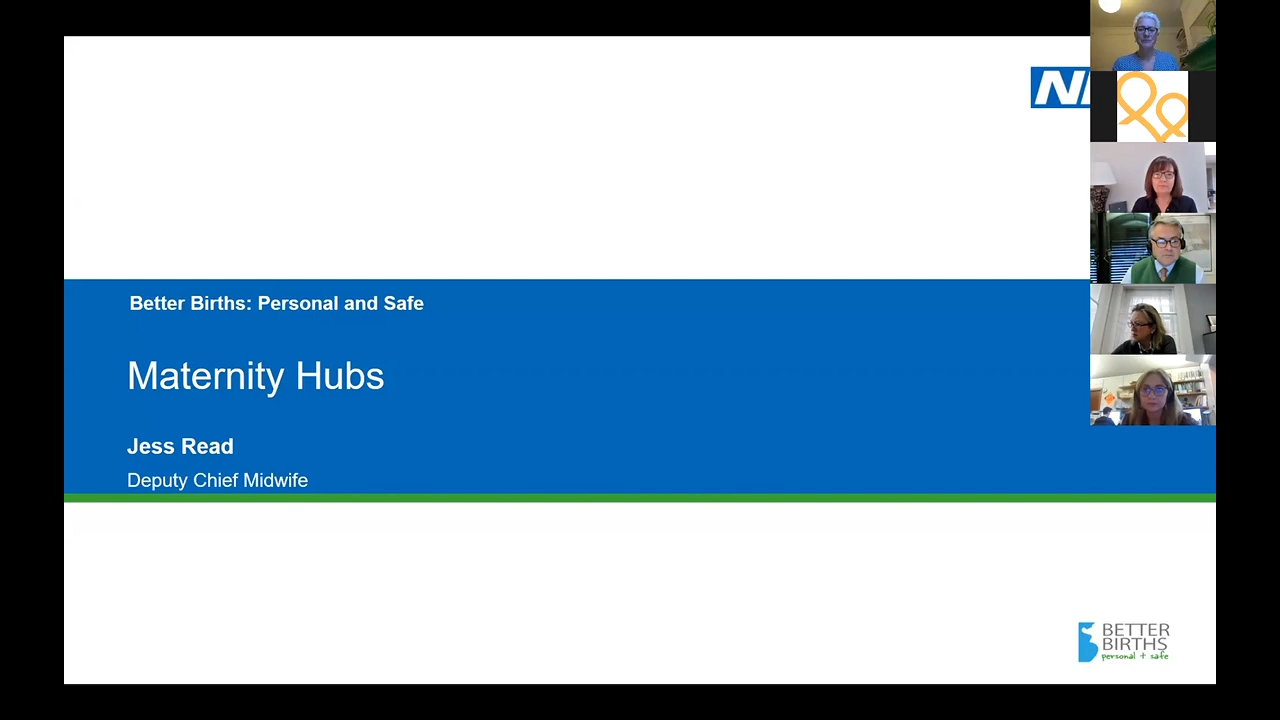 Better Births: Personal and Safe
Maternity Hubs
Jess Read
Deputy Chief Midwife
BETTER
BIRTHS
personal + safe